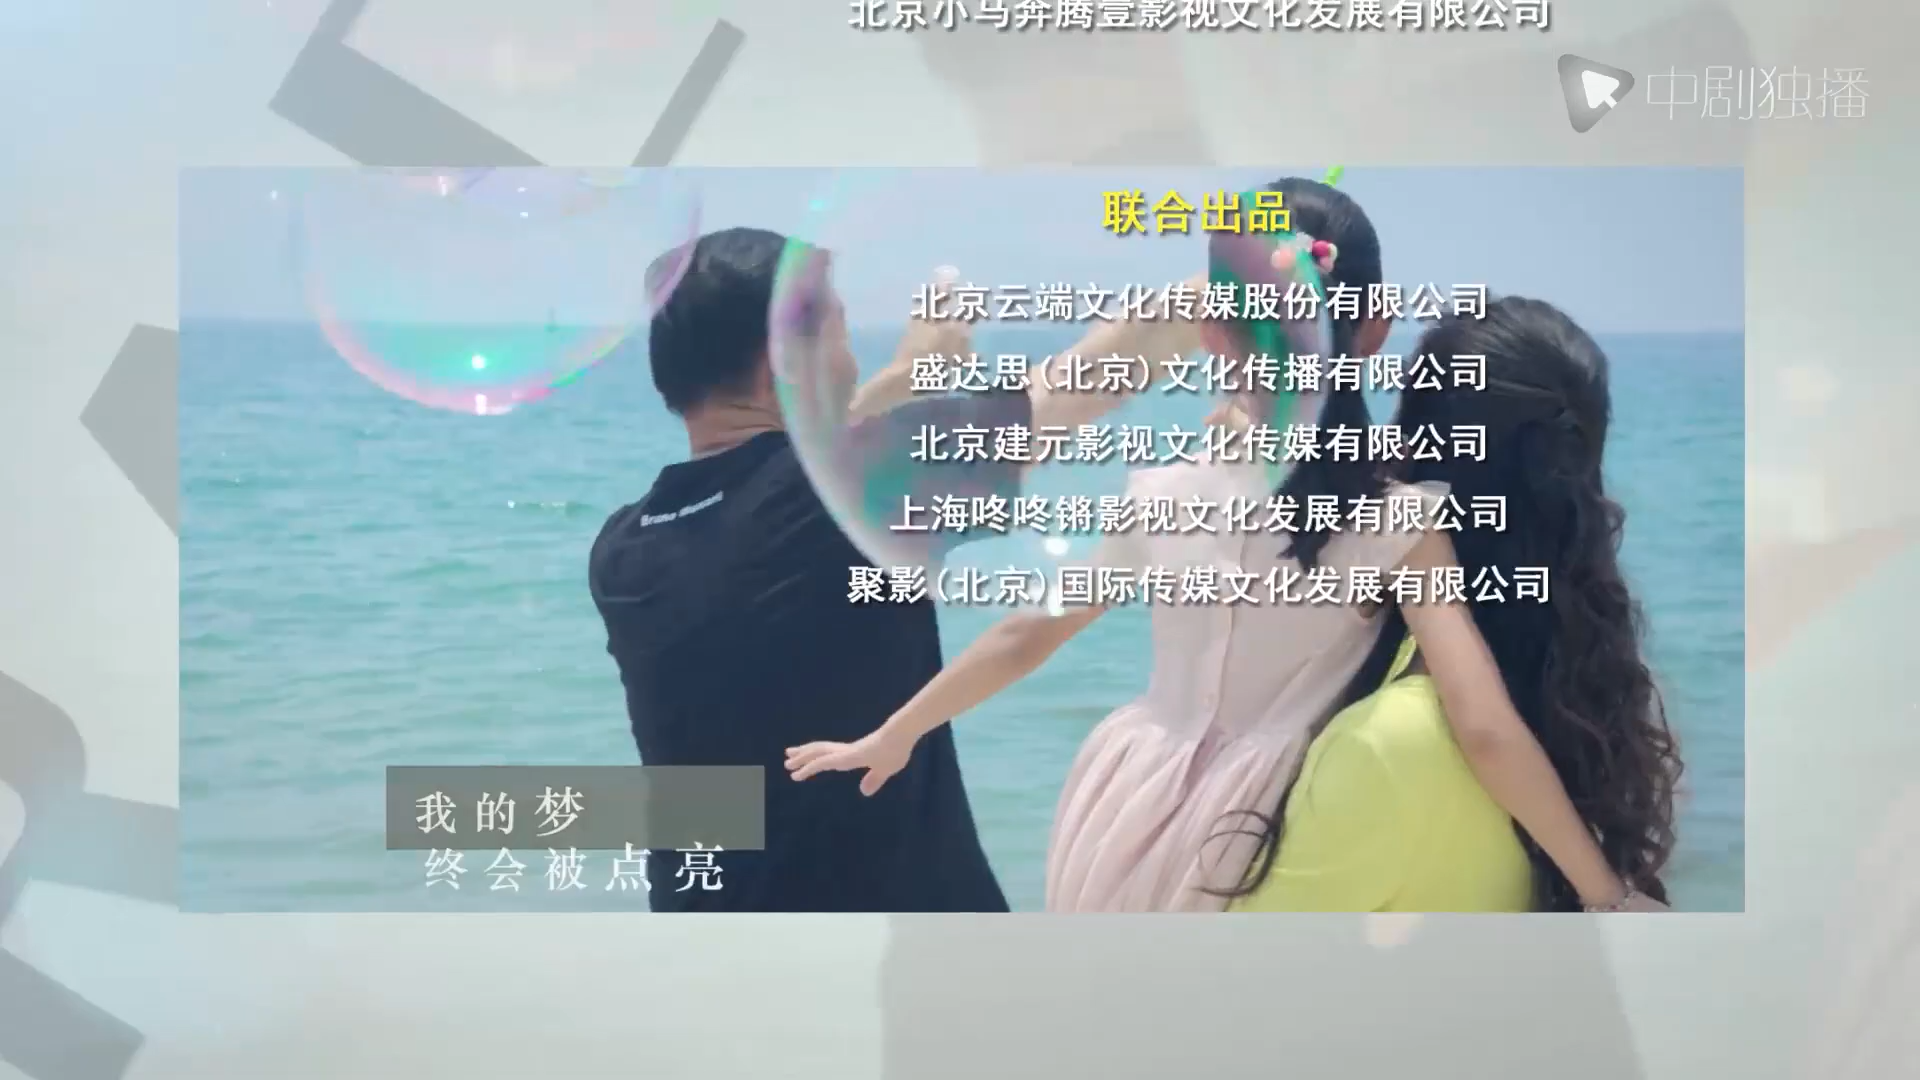 北京小马奔腾壹影视文化发展有限公司
中剧独播
联合出品
北京云端文化传媒股份有限公司
盛达思(北京)文化传播有限公司
北京建元影视文化传媒有限公司
上海咚咚锵影视文化发展有限公司
聚影(北京)国际传媒文化发展有限公司
我的梦
终会被点亮